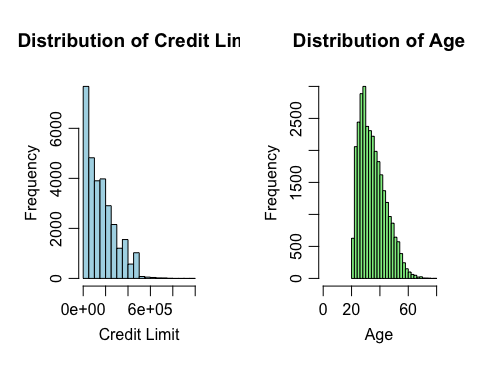 Distribution of Credit Lin
Frequency
0
2000
4000
6000
0e+00
6e+05
Credit Limit
Distribution of Age
Frequency
0
500
1500
2500
0
20
60
Age